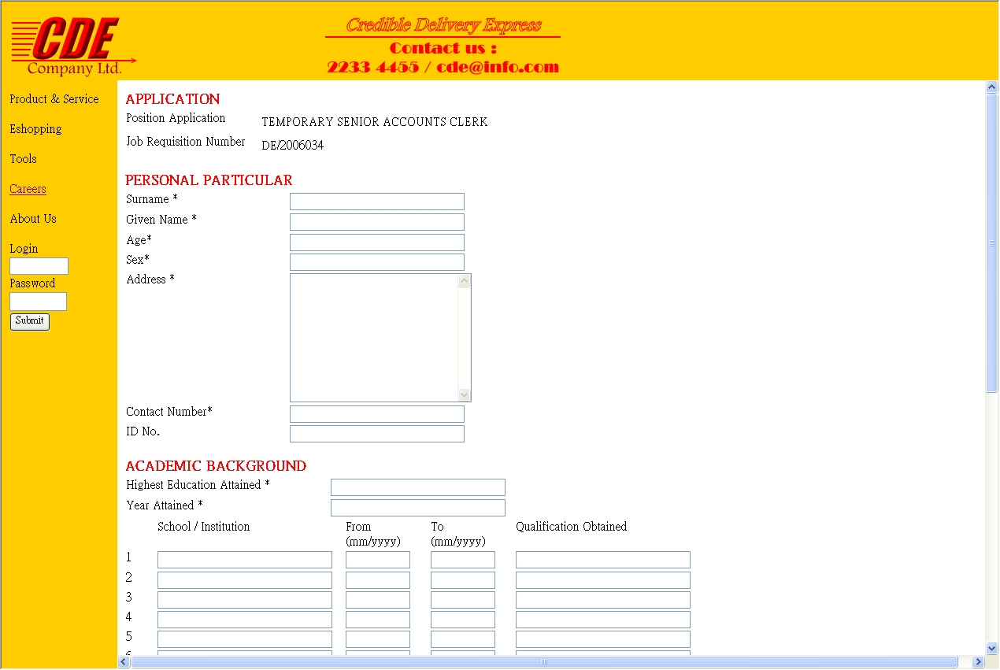 CDE
Company Ltd.
Credible Delivery Express
Contact us :
2233 4455 / cde@info.com
Product & Service
Eshopping
Tools
Careers
About Us
Login
Password
Submit
APPLICATION
Position Application TEMPORARY SENIOR ACCOUNTS CLERK
Job Requisition Number DE/2006034
PERSONAL PARTICULAR
Surname *
Given Name *
Age*
Sex*
Address *
Contact Number*
ID No.
ACADEMIC BACKGROUND
Highest Education Attained *
Year Attained *
School / Institution From To Qualification Obtained
(mm/yyyy) (mm/yyyy)
1
2
3
4
5